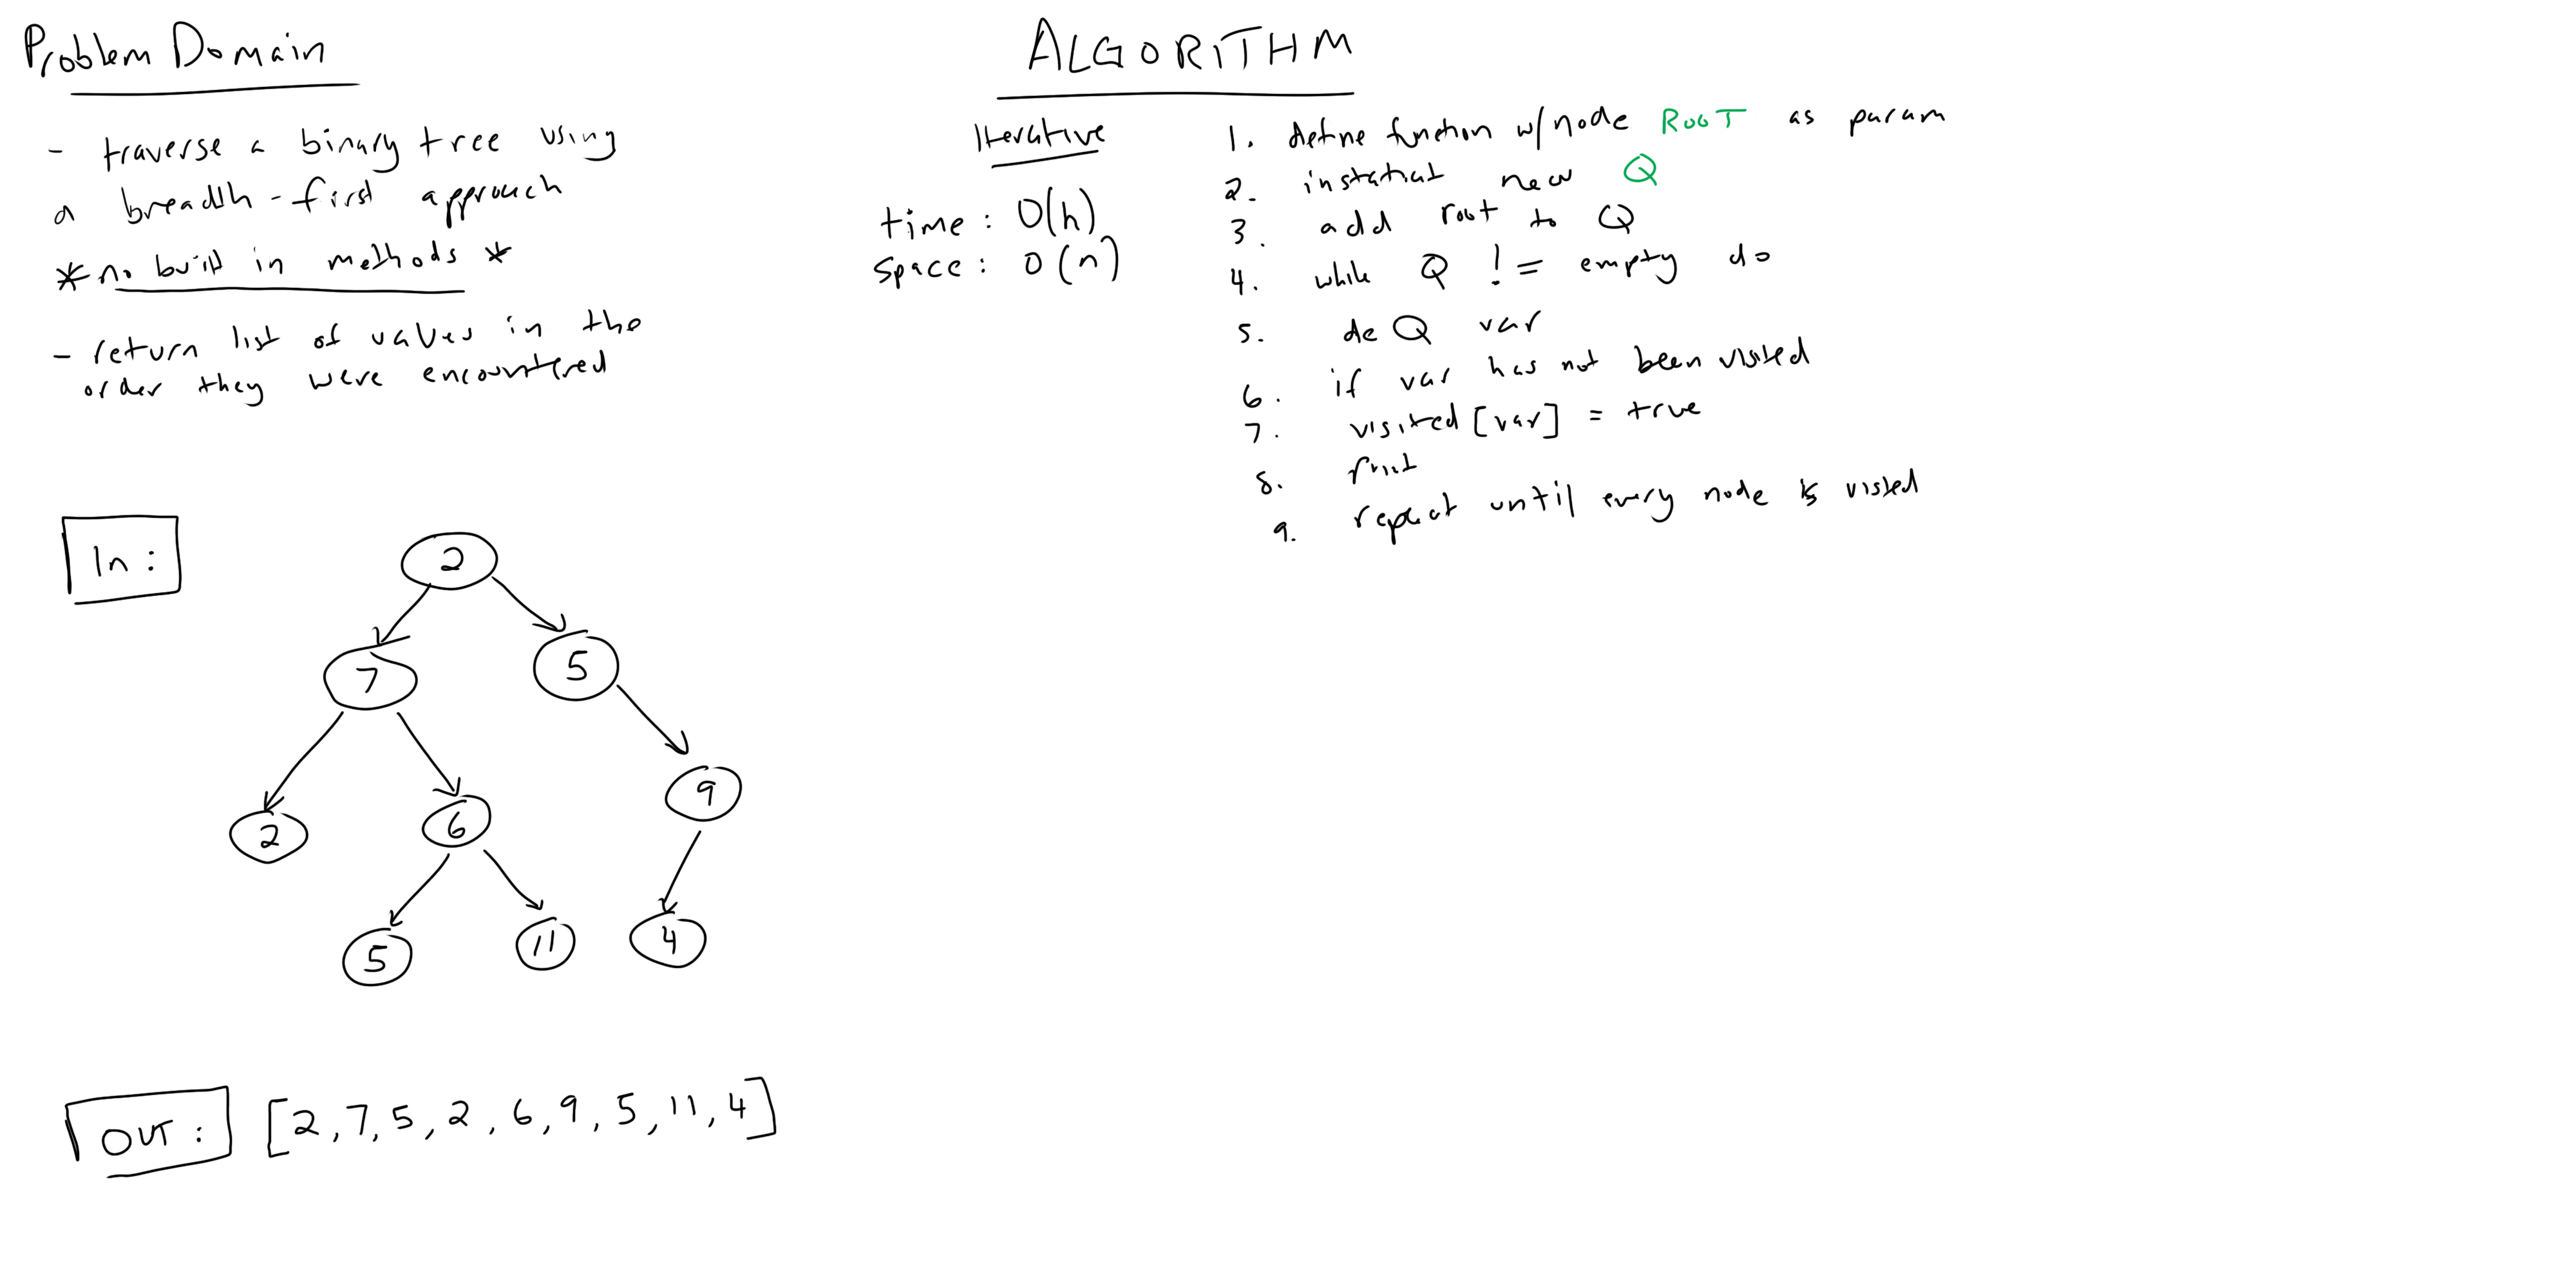 Problem Domain
- traverse a binary tree using
a breadth-first approach
* no built in methods *
- return list of values in the
order they were encountered
In:
2
7
5
2
6
9
5
11
4
OUT: [2,7,5,2,6,9,5,11,4]
ALGORITHM
Iterative
time: O(h)
Space: O(n)
1. define function w/node ROOT as param
2. instatiat new Q
3. add root to Q
4. while Q != empty do
5. de Q var
6. if var has not been visited
7. visited[var] = true
8. print
9. repeat until every node is visted